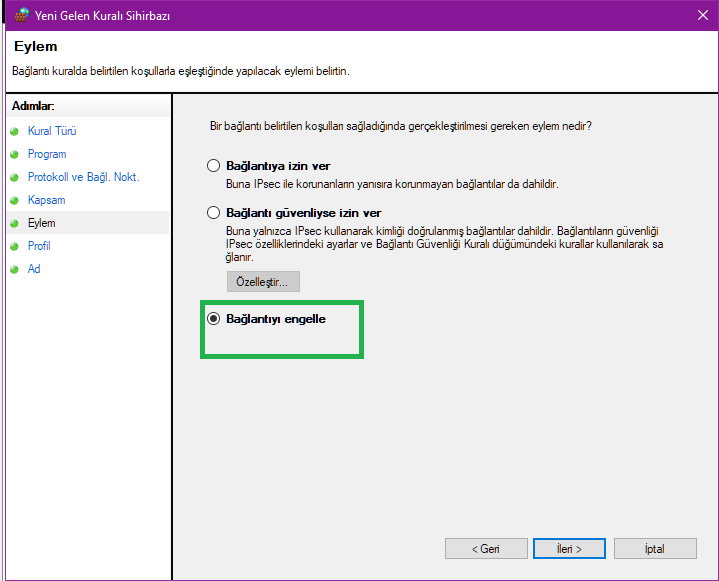 Yeni Gelen Kuralı Sihirbazı
Eylem
Bağlantı kuralda belirtilen koşullarla eşleştiğinde yapılacak eylemi belirtin.
Adımlar:
Kural Türü
Program
Protokoll ve Bağl. Nokt.
Kapsam
Eylem
Profil
Ad
Bir bağlantı belirtilen koşulları sağladığında gerçekleştirilmesi gereken eylem nedir?
Bağlantıya izin ver
Buna IPsec ile korunanların yanısıra korunmayan bağlantılar da dahildir.
Bağlantı güvenliyse izin ver
Buna yalnızca IPsec kullanarak kimliği doğrulanmış bağlantılar dahildir. Bağlantıların güvenliği
IPsec özelliklerindeki ayarlar ve Bağlantı Güvenliği Kuralı düğümündeki kurallar kullanılarak sa
ğlanır.
Özelleştir...
Bağlantıyı engelle
< Geri
İleri >
İptal